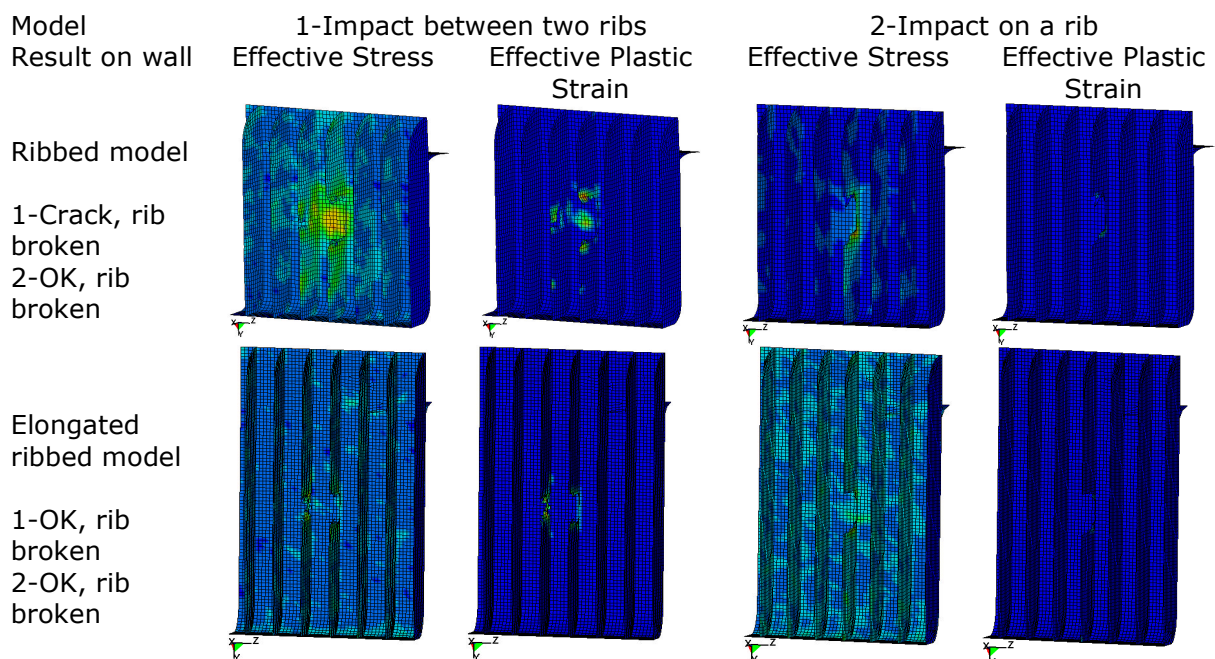 Model 1-Impact between two ribs 2-Impact on a rib
Result on wall Effective Stress Effective Plastic Strain Effective Stress Effective Plastic Strain
Ribbed model
1-Crack, rib
broken
2-OK, rib
broken
X Z
Y
X Z
Y
X Z
Y
X Z
Y
Elongated
ribbed model
1-OK, rib
broken
2-OK, rib
broken
X Z
Y
X Z
Y
X Z
Y
X Z
Y